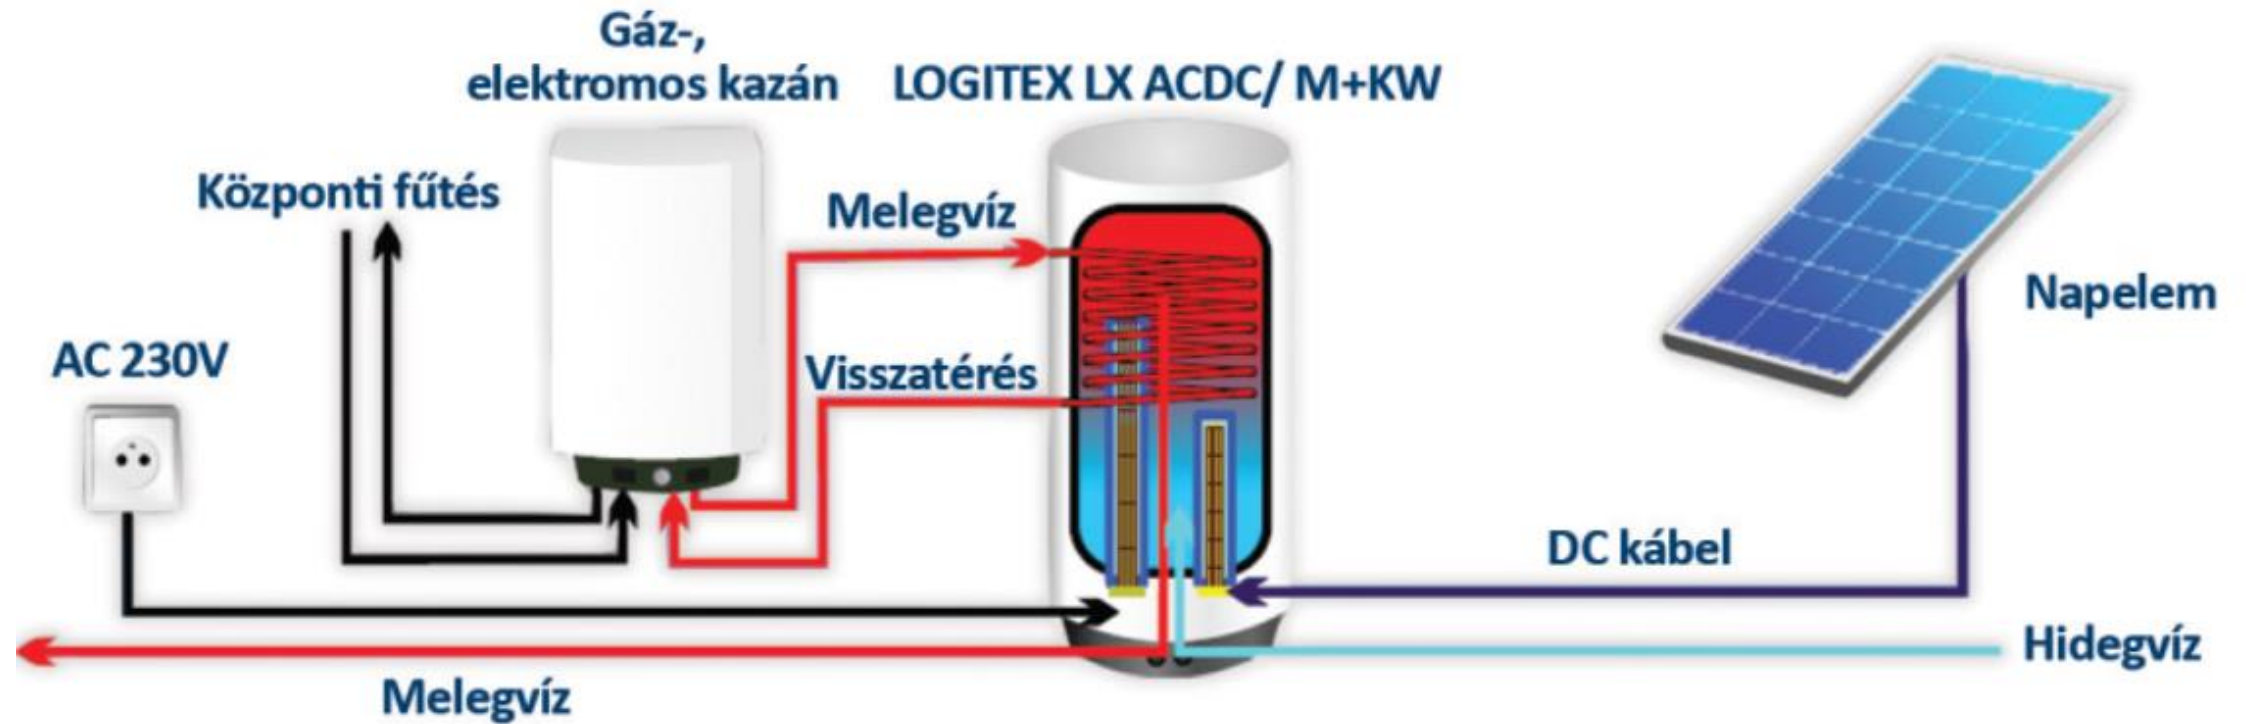 Gáz-,
elektromos kazán
LOGITEX LX ACDC/ M+KW
Központi fűtés
Melegvíz
Napelem
AC 230V
Visszatérés
DC kábel
Hidegvíz
Melegvíz